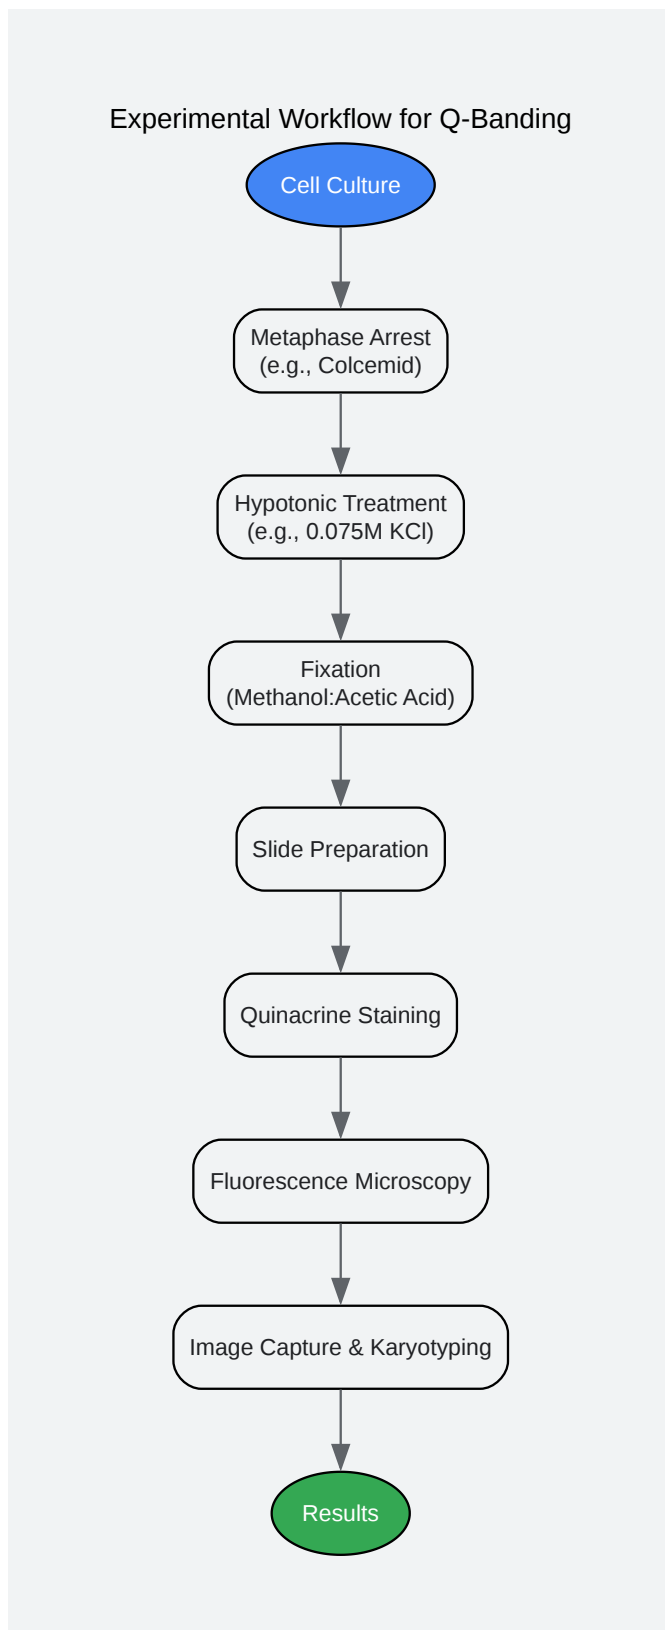 Experimental Workflow for Q-Banding
Cell Culture
Metaphase Arrest
(e.g., Colcemid)
Hypotonic Treatment
(e.g., 0.075M KCl)
Fixation
(Methanol:Acetic Acid)
Slide Preparation
Quinacrine Staining
Fluorescence Microscopy
Image Capture & Karyotyping
Results